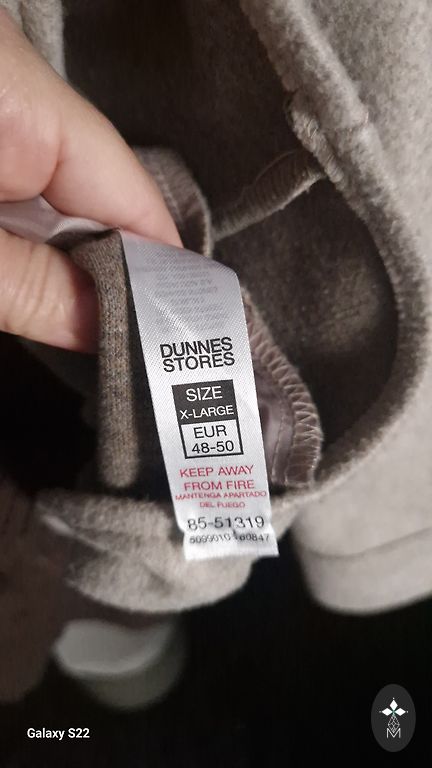 DUNNES
STORES
SIZE
X-LARGE
EUR
48-50
KEEP AWAY
FROM FIRE
MANTENGA APARTADO
DEL FUEGO
85-51319
Galaxy S22
M